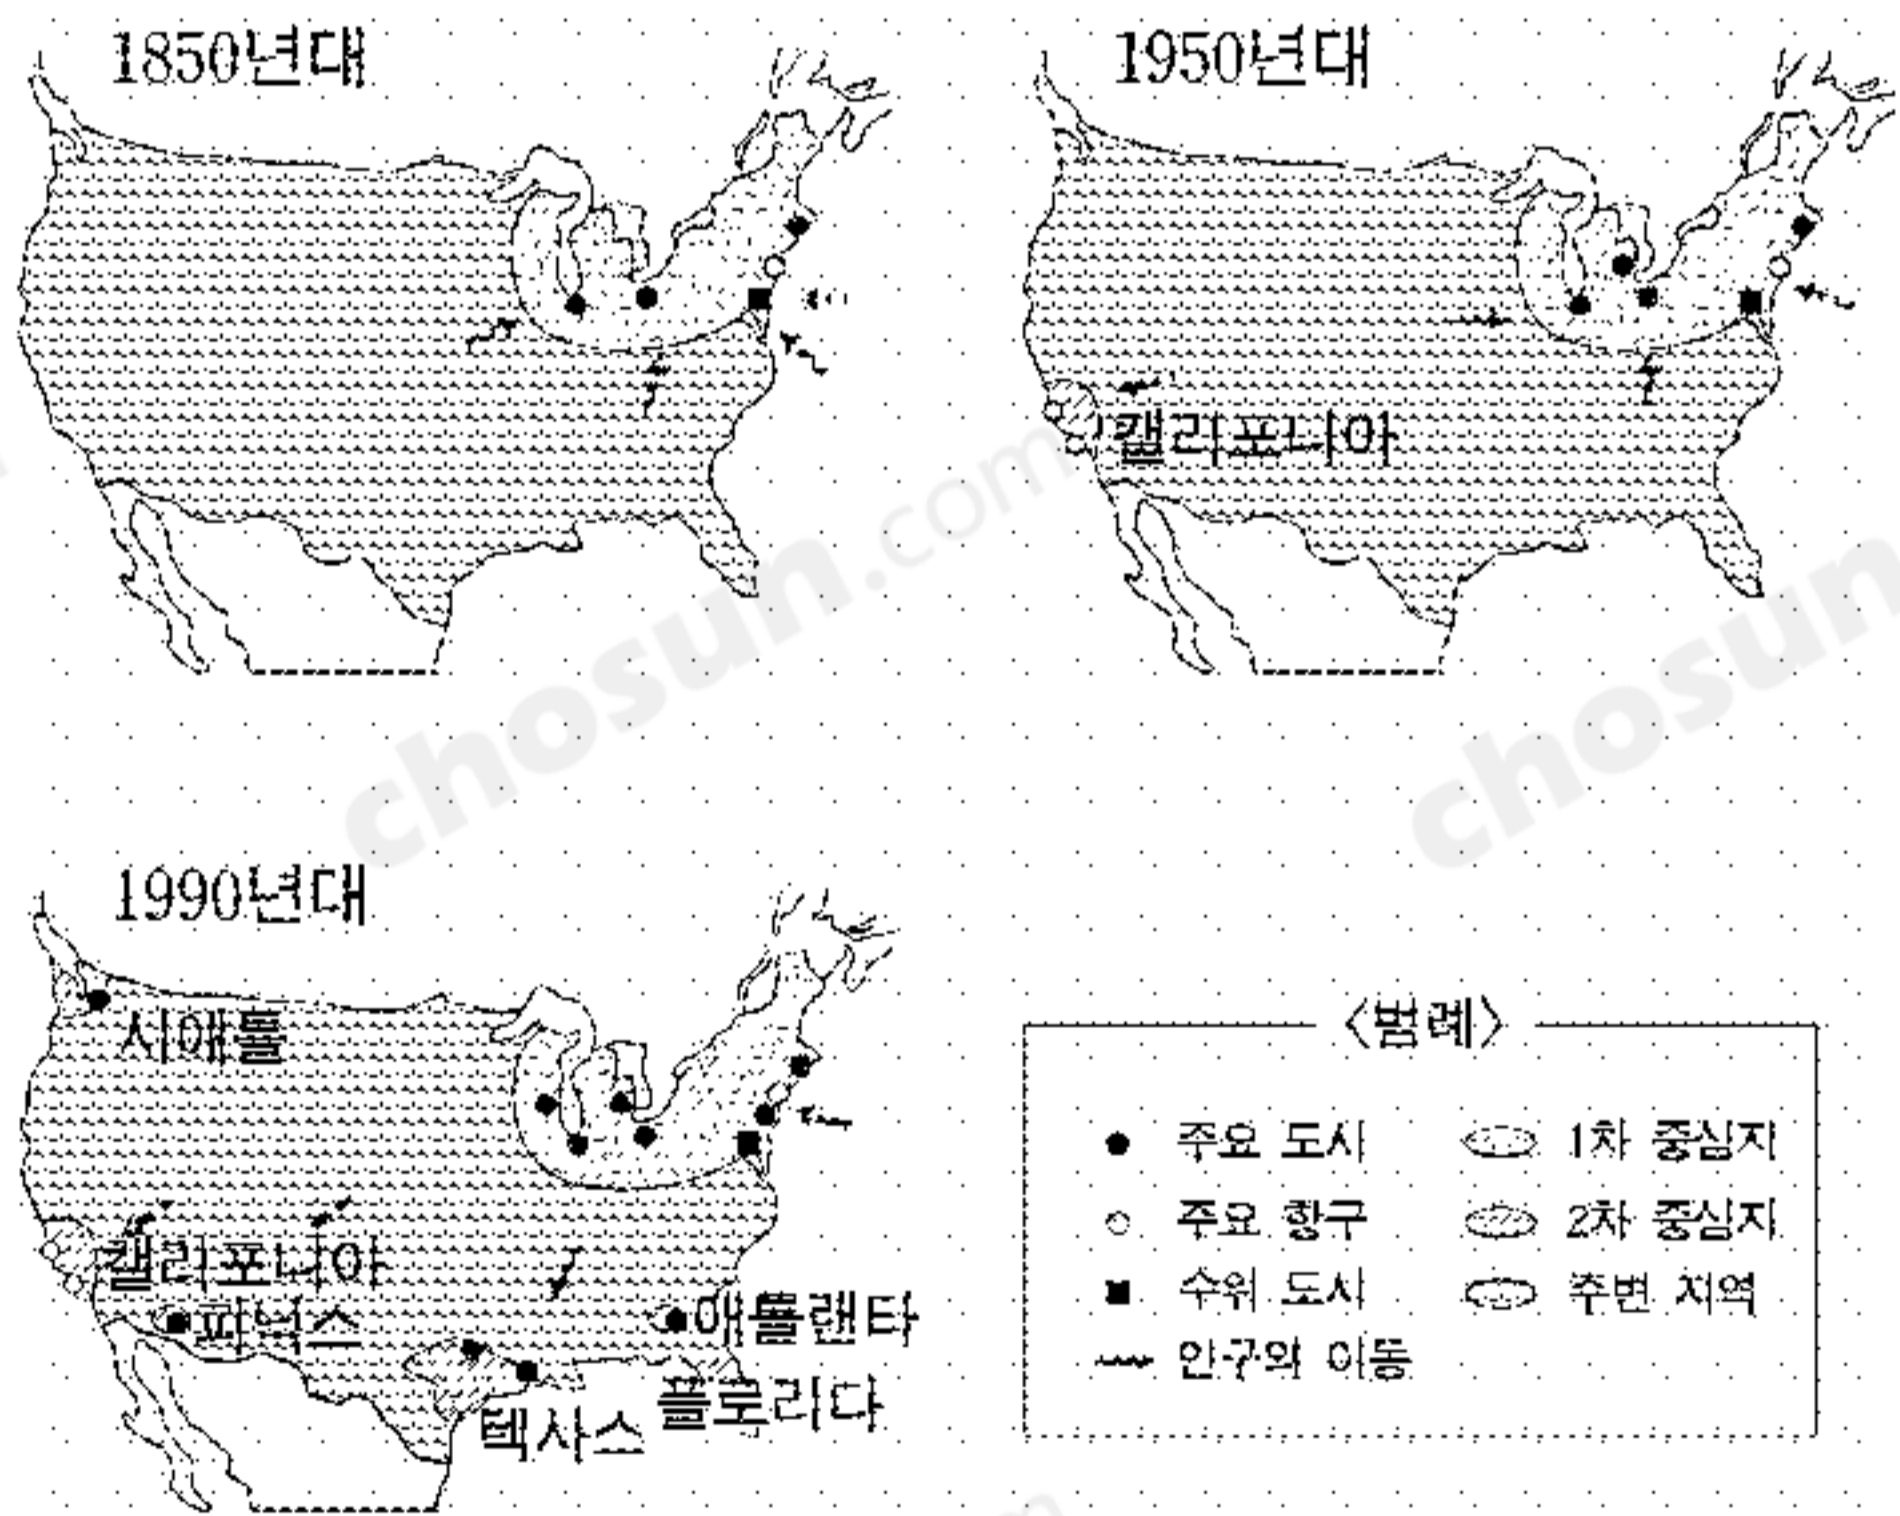 1850년대
1950년대
캘리포니아
1990년대
시애틀
캘리포니아
피닉스
애틀랜타
플로리다
텍사스
<범례>
주요 도시
1차 중심지
주요 항구
2차 중심지
수위 도시
주변 지역
인구의 이동
chosun.com
chosun